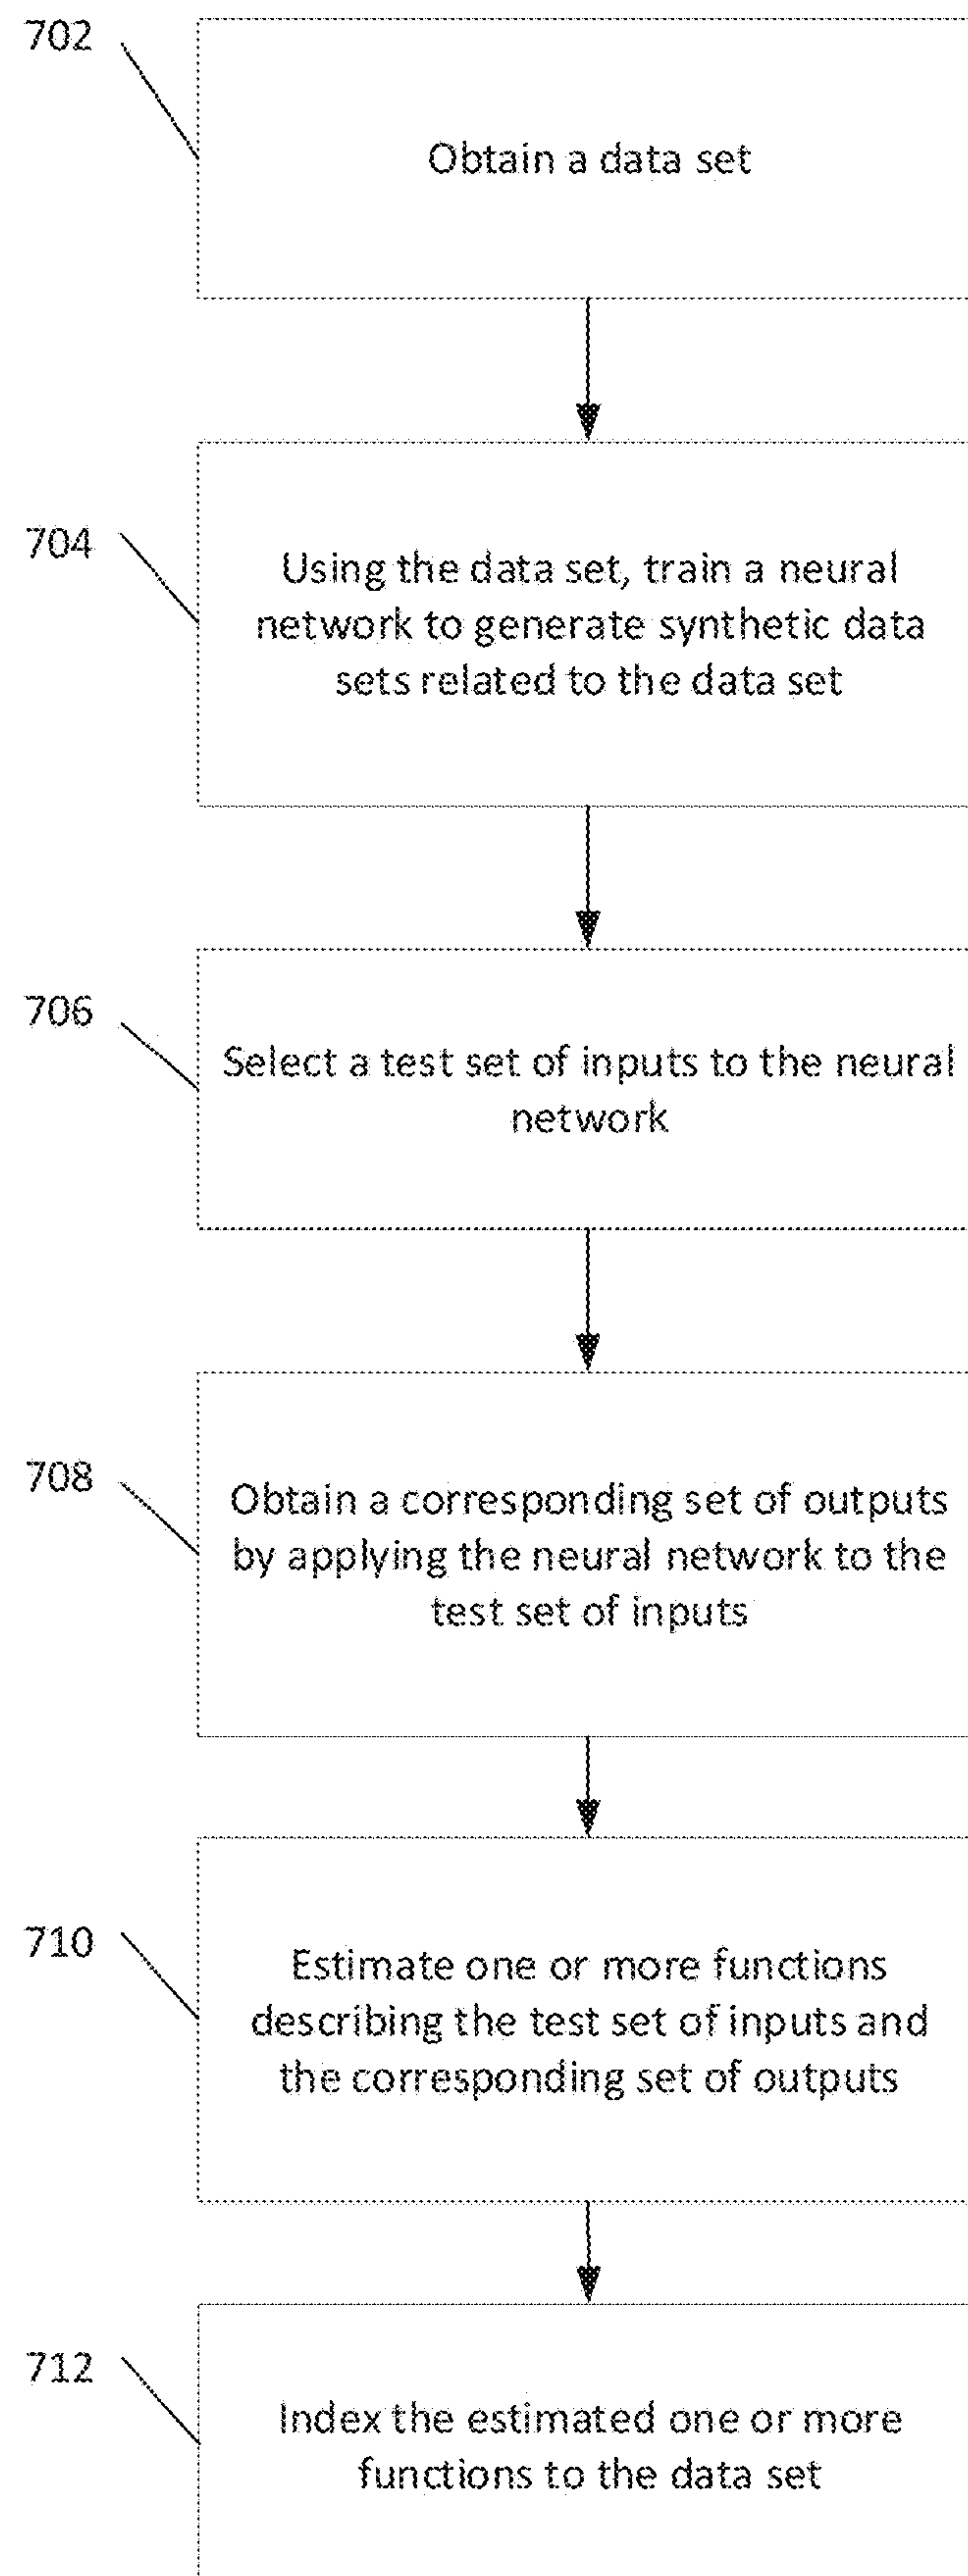 702
Obtain a data set
704
Using the data set, train a neural
network to generate synthetic data
sets related to the data set
706
Select a test set of inputs to the neural
network
708
Obtain a corresponding set of outputs
by applying the neural network to the
test set of inputs
710
Estimate one or more functions
describing the test set of inputs and
the corresponding set of outputs
712
Index the estimated one or more
functions to the data set